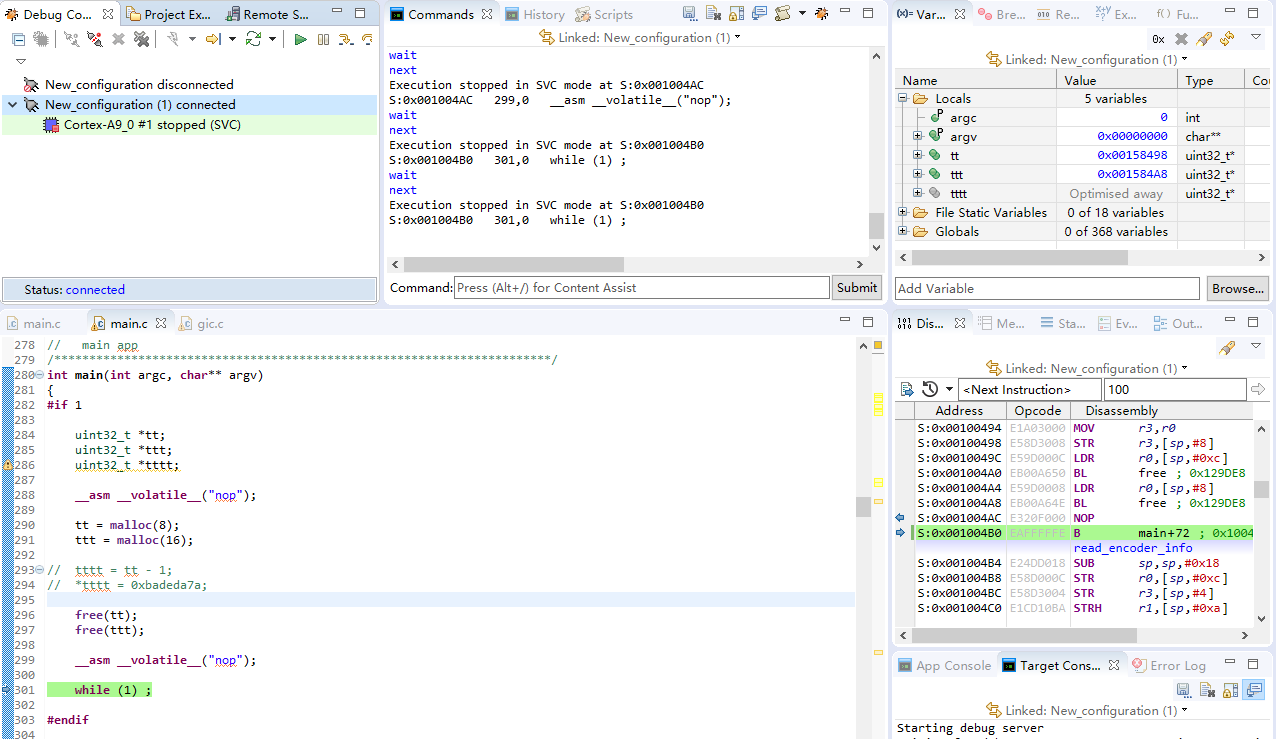 Debug Co...
Project Ex...
Remote S...
New_configuration disconnected
New_configuration (1) connected
Cortex-A9_0 #1 stopped (SVC)
Status: connected
Commands
History
Scripts
Linked: New_configuration (1)
wait
next
Execution stopped in SVC mode at S:0x001004AC
S:0x001004AC   299,0   __asm __volatile__("nop");
wait
next
Execution stopped in SVC mode at S:0x001004B0
S:0x001004B0   301,0   while (1) ;
wait
next
Execution stopped in SVC mode at S:0x001004B0
S:0x001004B0   301,0   while (1) ;
Command: Press (Alt+/) for Content Assist Submit
(x)= Var...
Bre...
010 Re...
Ex...
f() Fu...
0x
Linked: New_configuration (1)
Name Value Type Cou
Locals 5 variables
argc 0 int
argv 0x00000000 char**
tt 0x00158498 uint32_t*
ttt 0x001584A8 uint32_t*
tttt Optimised away uint32_t*
File Static Variables 0 of 18 variables
Globals 0 of 368 variables
Add Variable Browse...
main.c
main.c
gic.c
278 //   main app
279 /***********************************************************************/
280 int main(int argc, char** argv)
281 {
282 #if 1
283
284     uint32_t *tt;
285     uint32_t *ttt;
286     uint32_t *tttt;
287
288     __asm __volatile__("nop");
289
290     tt = malloc(8);
291     ttt = malloc(16);
292
293 //  tttt = tt - 1;
294 //  *tttt = 0xbadeda7a;
295
296     free(tt);
297     free(ttt);
298
299     __asm __volatile__("nop");
300
301     while (1) ;
302
303 #endif
304
Dis...
Me...
Sta...
Ev...
Out...
Linked: New_configuration (1)
<Next Instruction> 100
Address Opcode Disassembly
S:0x00100494 E1A03000 MOV r3,r0
S:0x00100498 E58D3008 STR r3,[sp,#8]
S:0x0010049C E59D000C LDR r0,[sp,#0xc]
S:0x001004A0 EB00A650 BL free ; 0x129DE8
S:0x001004A4 E59D0008 LDR r0,[sp,#8]
S:0x001004A8 EB00A64E BL free ; 0x129DE8
S:0x001004AC E320F000 NOP
S:0x001004B0 EAFFFFFE B main+72 ; 0x1004
read_encoder_info
S:0x001004B4 E24DD018 SUB sp,sp,#0x18
S:0x001004B8 E58D000C STR r0,[sp,#0xc]
S:0x001004BC E58D3004 STR r3,[sp,#4]
S:0x001004C0 E1CD10BA STRH r1,[sp,#0xa]
App Console
Target Cons...
Error Log
Linked: New_configuration (1)
Starting debug server